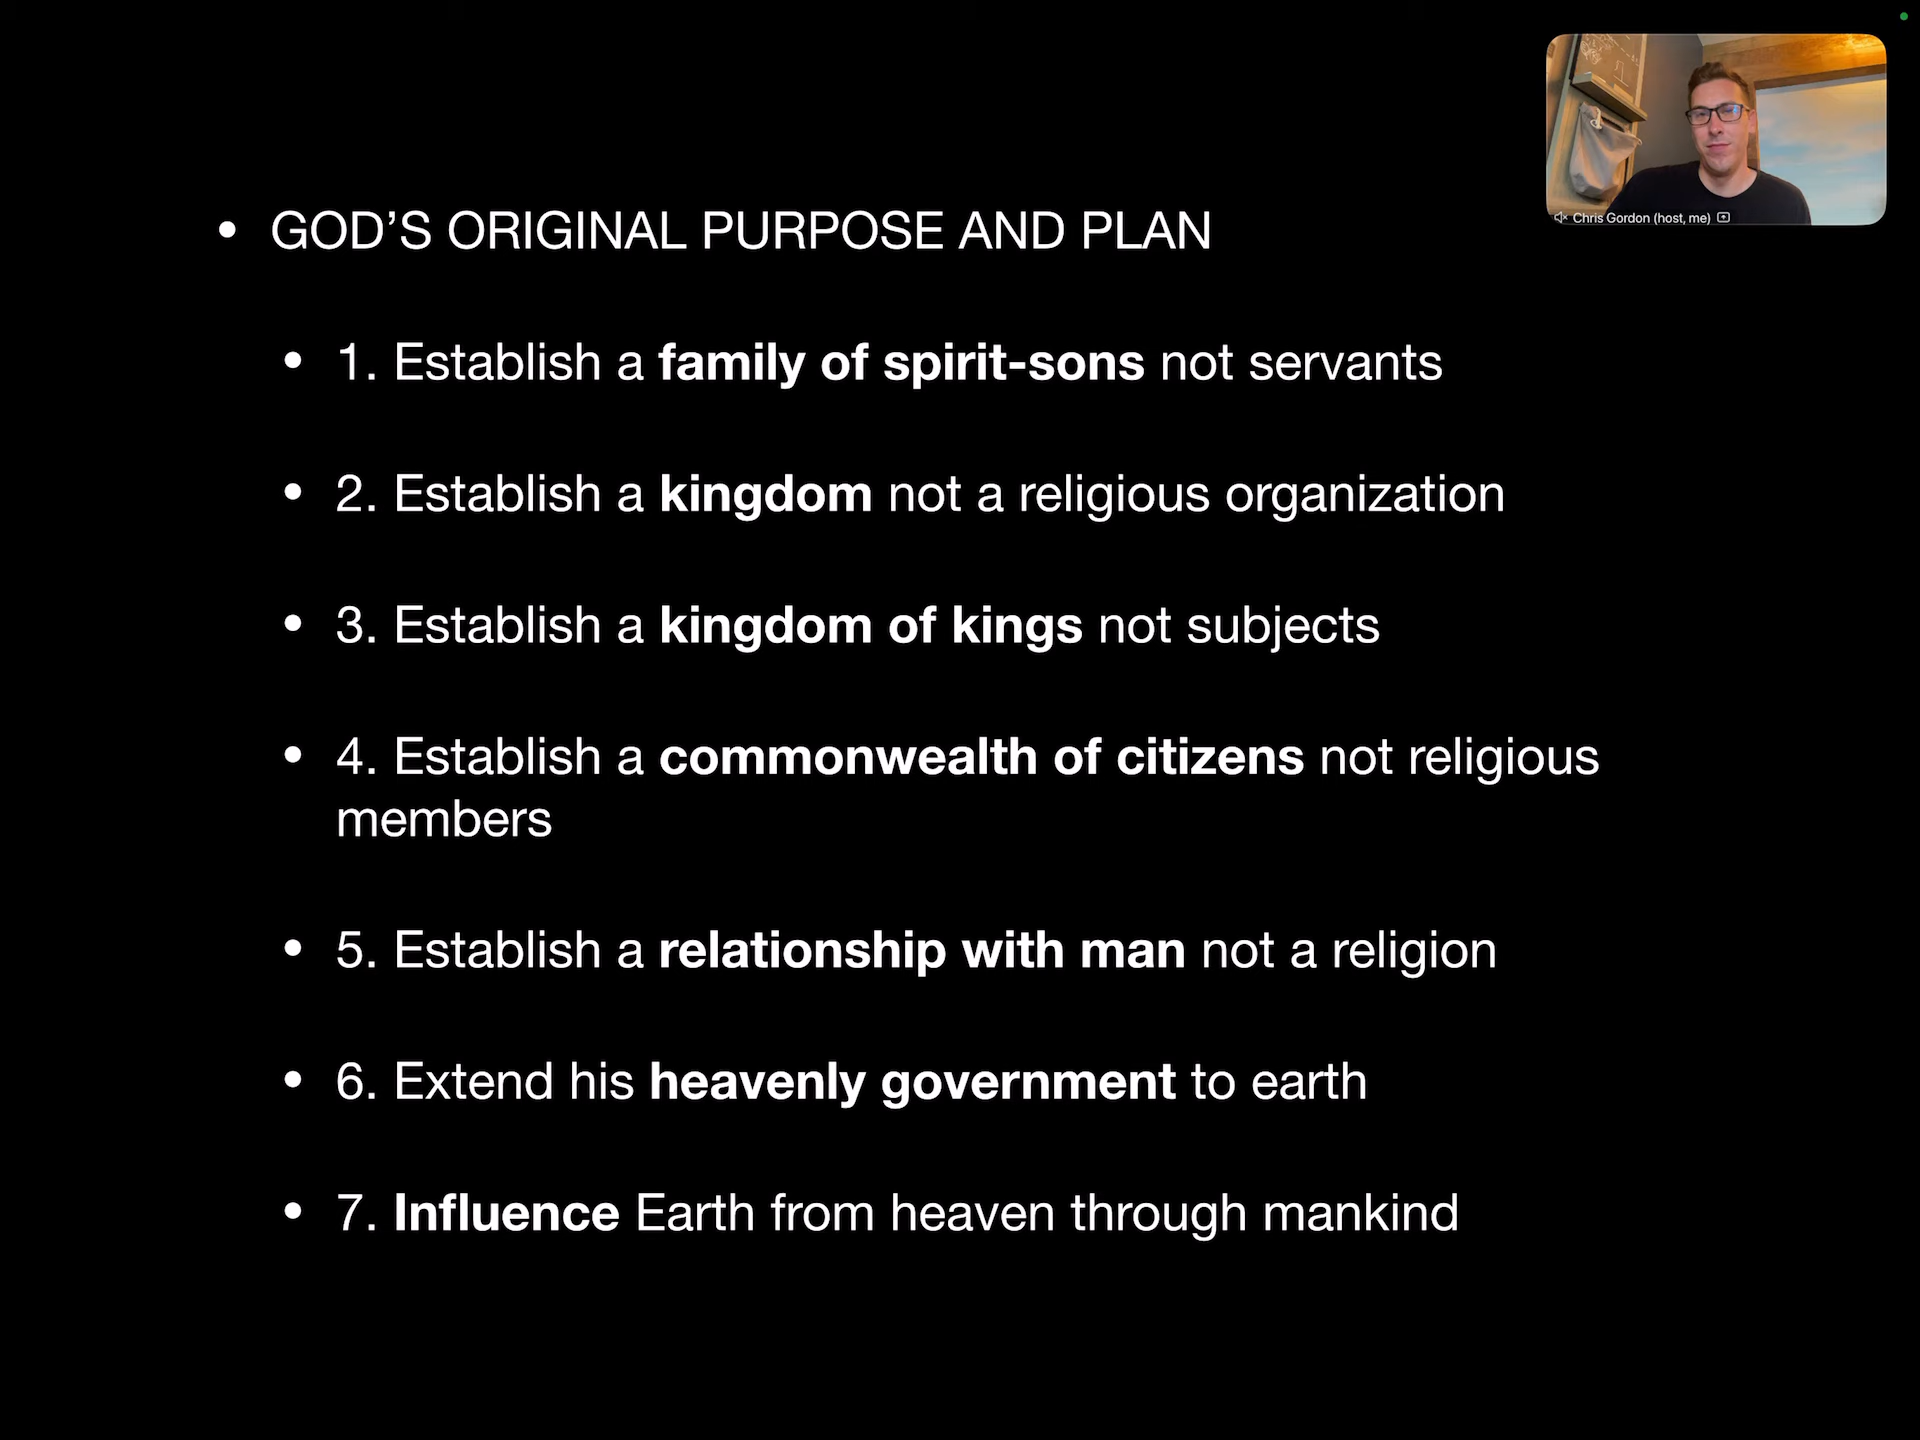 Chris Gordon (host, me)
• GOD’S ORIGINAL PURPOSE AND PLAN
• 1. Establish a family of spirit-sons not servants
• 2. Establish a kingdom not a religious organization
• 3. Establish a kingdom of kings not subjects
• 4. Establish a commonwealth of citizens not religious
members
• 5. Establish a relationship with man not a religion
• 6. Extend his heavenly government to earth
• 7. Influence Earth from heaven through mankind